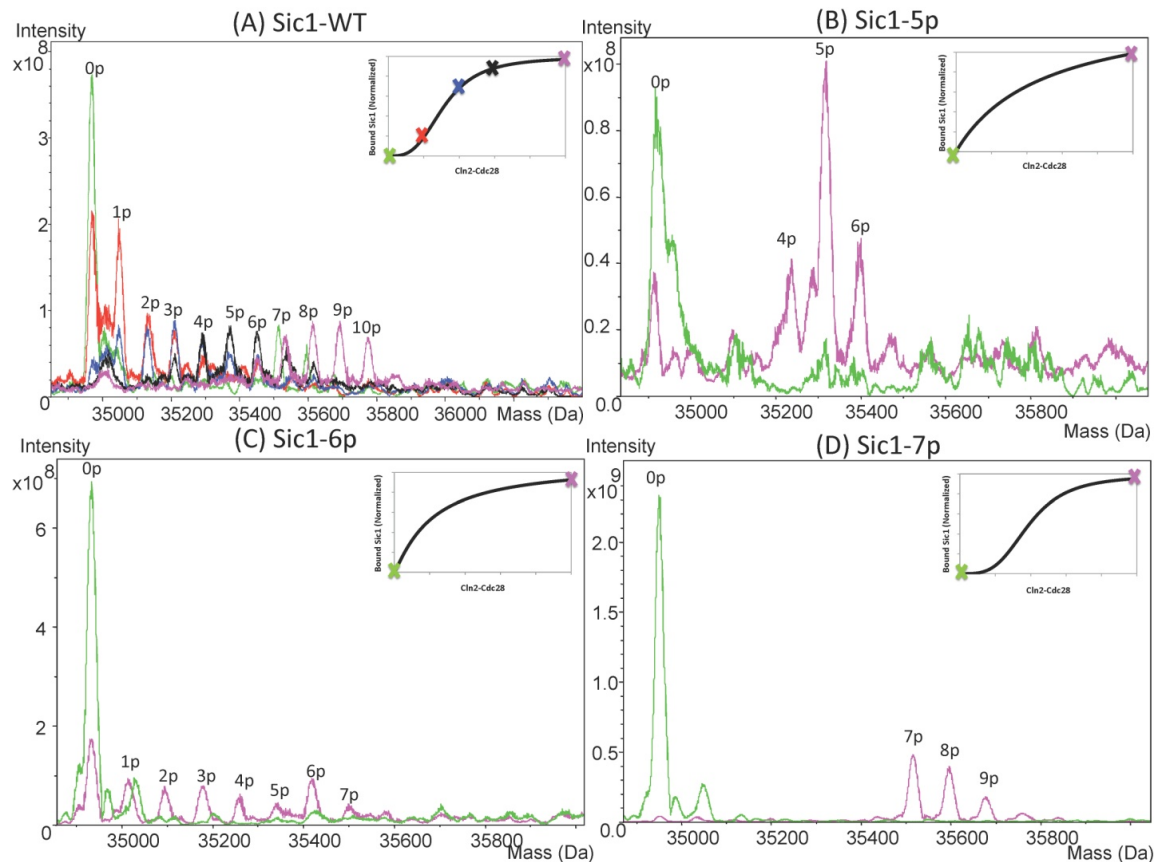 (A) Sic1-WT
Intensity
x10 8
3
2
1
0
0p
1p
2p
3p
4p
5p
6p
7p
8p
9p
10p
Bound Sic1 (Normalized)
Cln2-Cdc28
35000
35200
35400
35600
35800
36000
Mass (Da)
(B) Sic1-5p
Intensity
x10 8
0.8
0.6
0.4
0.2
0.0
0p
4p
5p
6p
Bound Sic1 (Normalized)
Cln2-Cdc28
35000
35200
35400
35600
35800
Mass (Da)
(C) Sic1-6p
Intensity
x10 8
6
4
2
0
0p
1p
2p
3p
4p
5p
6p
7p
Bound Sic1 (Normalized)
Cln2-Cdc28
35000
35200
35400
35600
35800
Mass (Da)
(D) Sic1-7p
Intensity
x10 9
2.0
1.5
1.0
0.5
0.0
0p
7p
8p
9p
Bound Sic1 (Normalized)
Cln2-Cdc28
35000
35200
35400
35600
35800
Mass (Da)